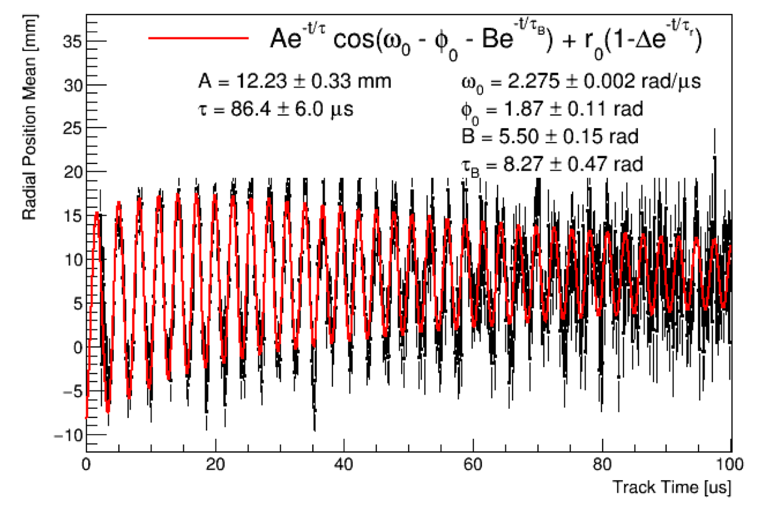 Ae^-t/τ cos(ω₀ - ϕ₀ - Be^-t/τ_B) + r₀(1-Δe^-t/τ_r)
A = 12.23 ± 0.33 mm
τ = 86.4 ± 6.0 μs
ω₀ = 2.275 ± 0.002 rad/μs
ϕ₀ = 1.87 ± 0.11 rad
B = 5.50 ± 0.15 rad
τ_B = 8.27 ± 0.47 rad
Radial Position Mean [mm]
35
30
25
20
15
10
5
0
−5
−10
0 20 40 60 80 100
Track Time [us]